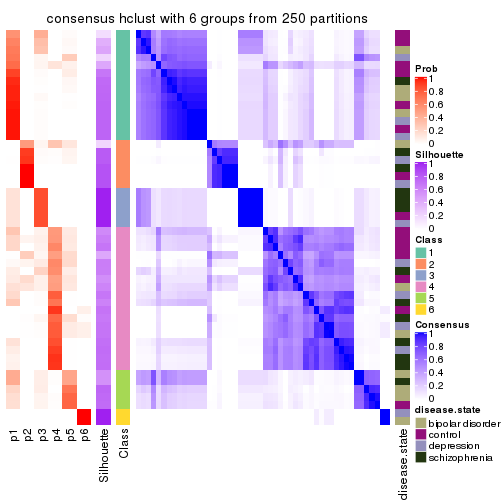 consensus hclust with 6 groups from 250 partitions
Prob
1
0.8
0.6
0.4
0.2
0
Silhouette
1
0.8
0.6
0.4
0.2
0
Class
1
2
3
4
5
6
Consensus
1
0.8
0.6
0.4
0.2
0
disease.state
bipolar disorder
control
depression
schizophrenia
p1
p2
p3
p4
p5
p6
Silhouette
Class
disease.state